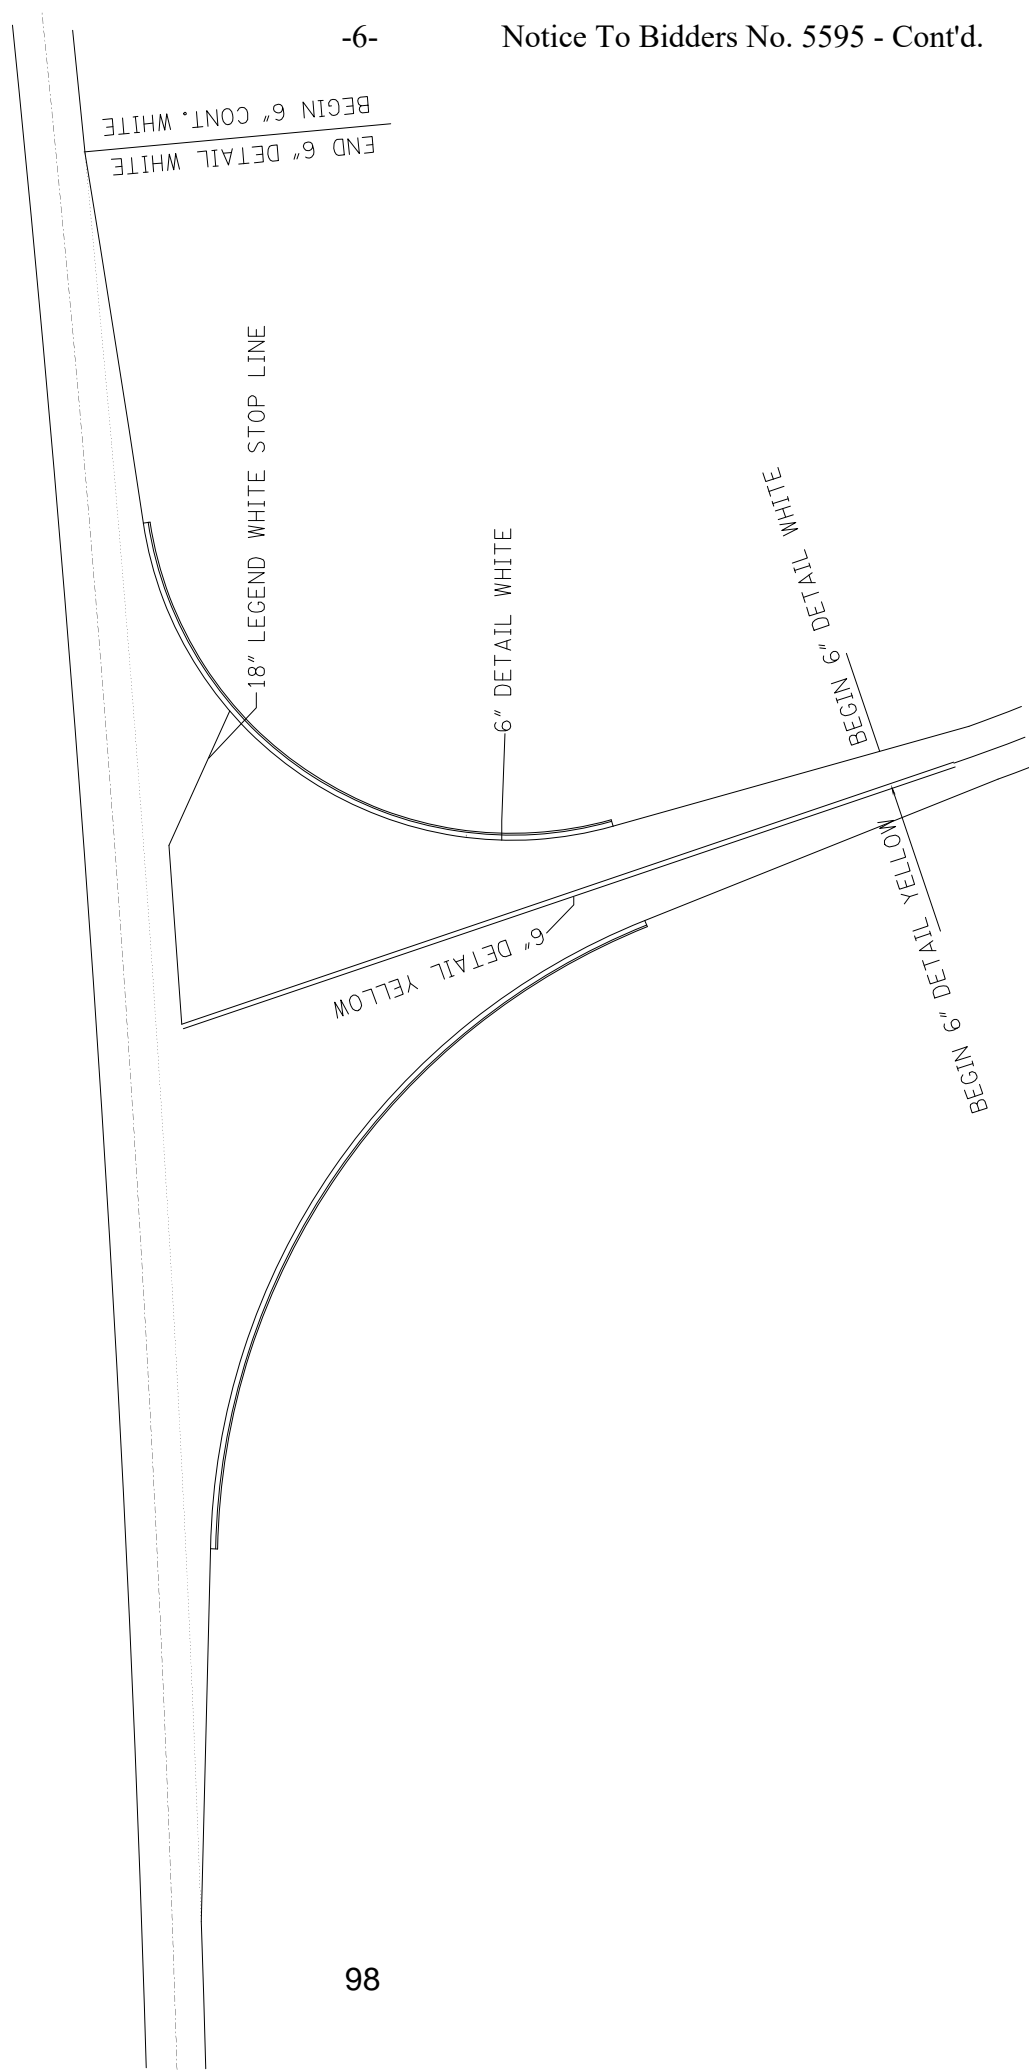 -6- Notice To Bidders No. 5595 - Cont'd.
BEGIN 6" CONT. WHITE
END 6" DETAIL WHITE
18" LEGEND WHITE STOP LINE
6" DETAIL WHITE
BEGIN 6" DETAIL WHITE
6" DETAIL YELLOW
BEGIN 6" DETAIL YELLOW
98